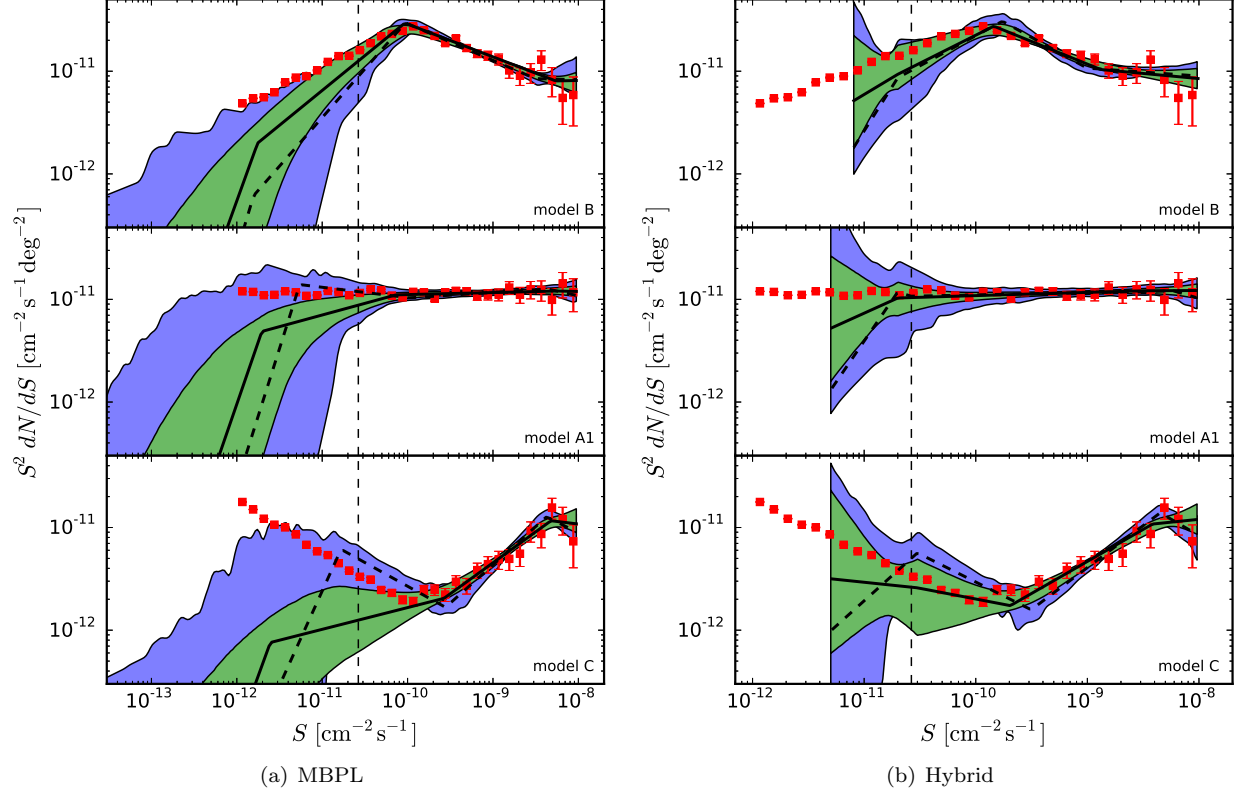 10⁻¹¹
10⁻¹²
model B
10⁻¹¹
10⁻¹²
model A1
10⁻¹¹
10⁻¹²
model C
S² dN/dS [cm⁻² s⁻¹ deg⁻²]
10⁻¹³ 10⁻¹² 10⁻¹¹ 10⁻¹⁰ 10⁻⁹ 10⁻⁸
S [cm⁻² s⁻¹]
(a) MBPL
10⁻¹¹
10⁻¹²
model B
10⁻¹¹
10⁻¹²
model A1
10⁻¹¹
10⁻¹²
model C
S² dN/dS [cm⁻² s⁻¹ deg⁻²]
10⁻¹² 10⁻¹¹ 10⁻¹⁰ 10⁻⁹ 10⁻⁸
S [cm⁻² s⁻¹]
(b) Hybrid